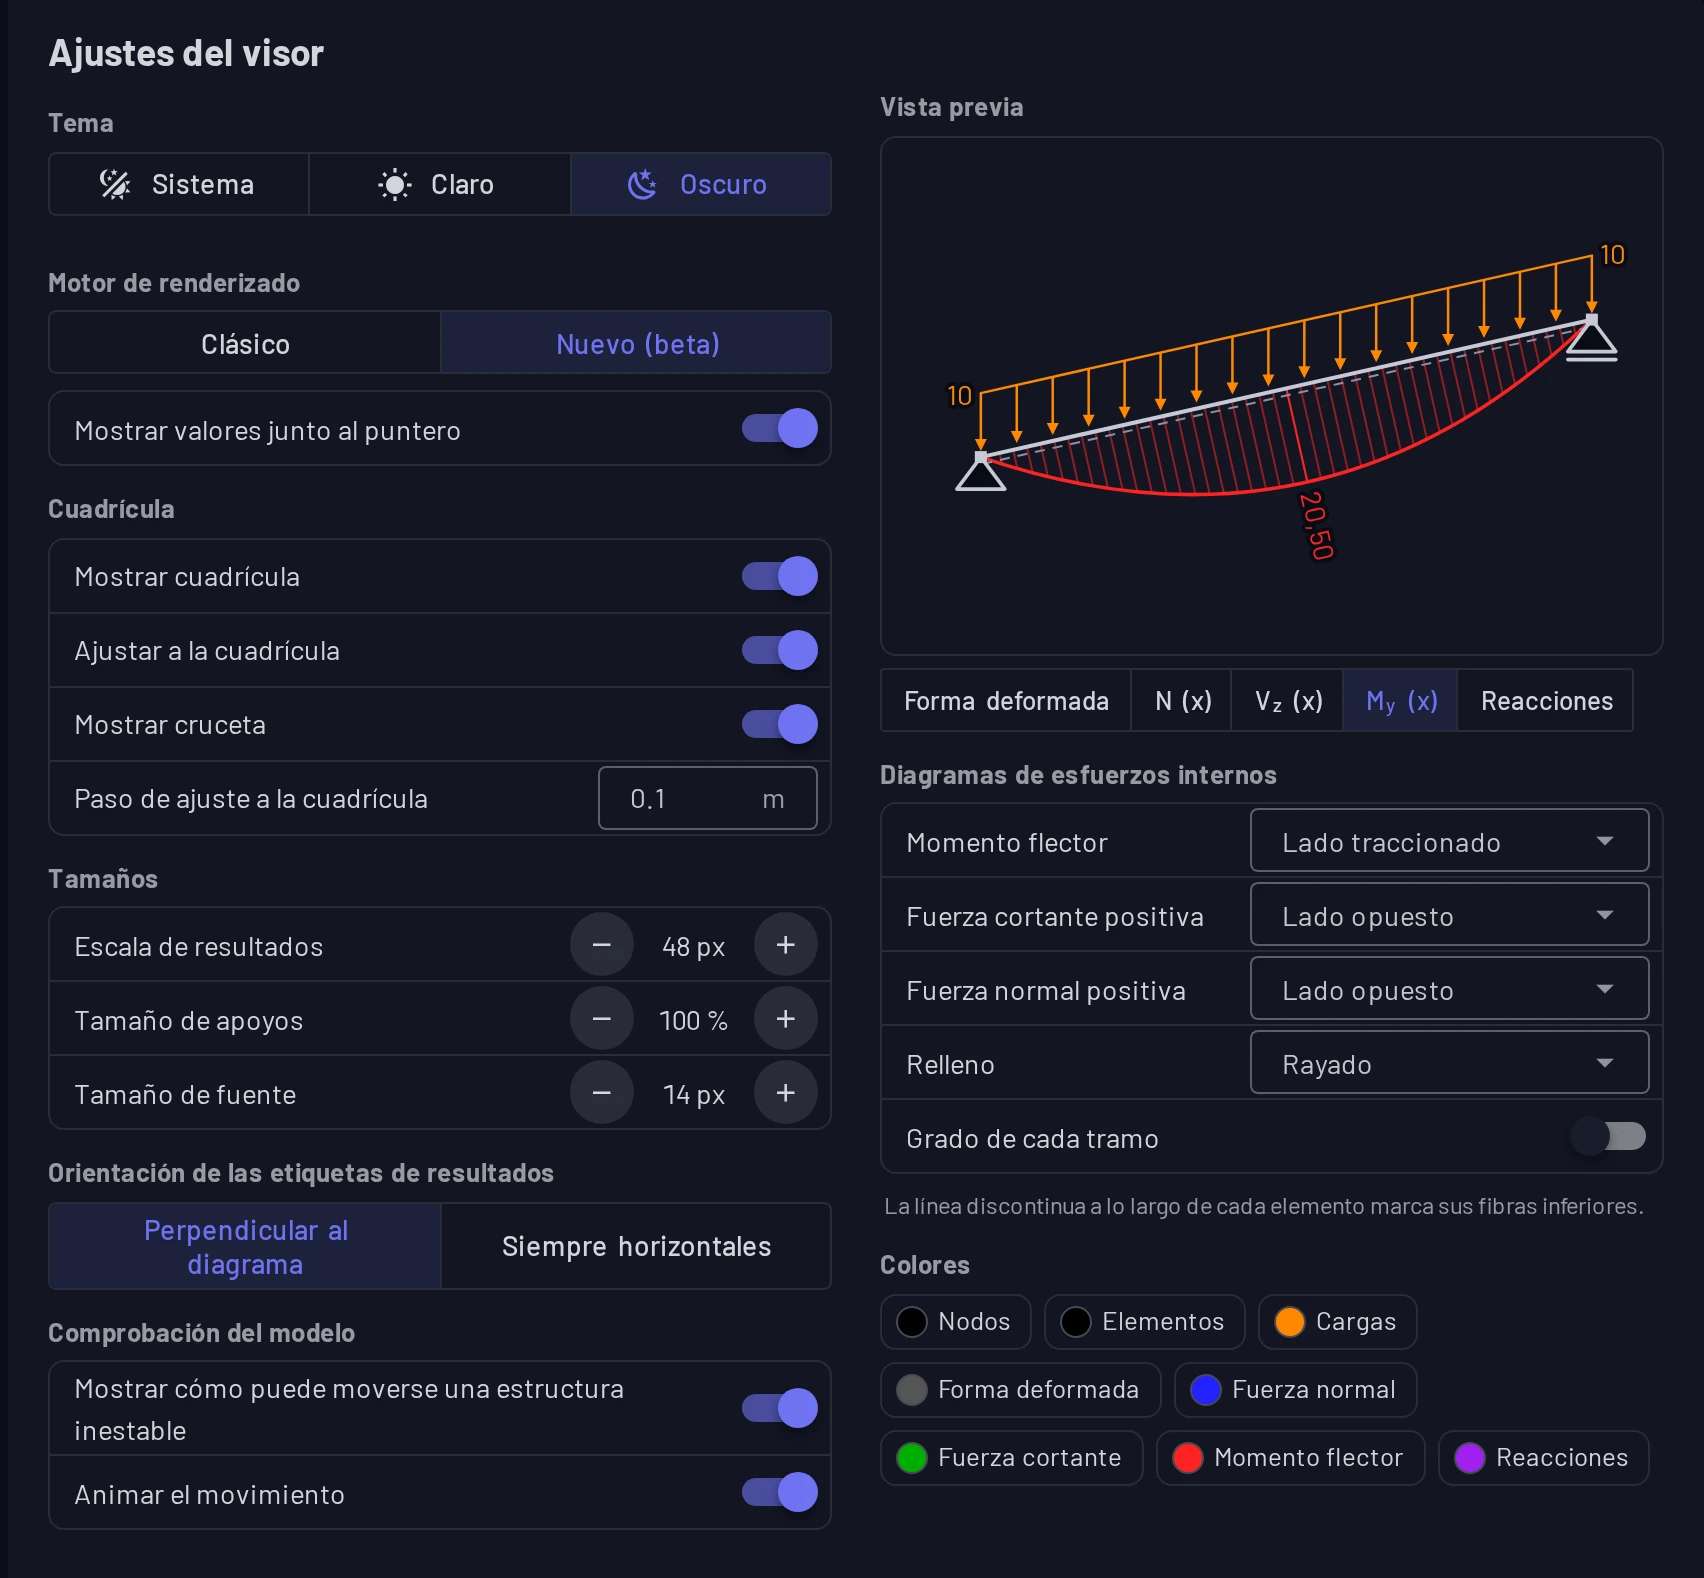 Ajustes del visor
Tema
Sistema
Claro
Oscuro
Motor de renderizado
Clásico
Nuevo (beta)
Mostrar valores junto al puntero
Cuadrícula
Mostrar cuadrícula
Ajustar a la cuadrícula
Mostrar cruceta
Paso de ajuste a la cuadrícula
0.1 m
Tamaños
Escala de resultados
− 48 px +
Tamaño de apoyos
− 100 % +
Tamaño de fuente
− 14 px +
Orientación de las etiquetas de resultados
Perpendicular al
diagrama
Siempre horizontales
Comprobación del modelo
Mostrar cómo puede moverse una estructura
inestable
Animar el movimiento
Vista previa
10
10
20,50
Forma deformada
N (x)
Vz (x)
My (x)
Reacciones
Diagramas de esfuerzos internos
Momento flector
Lado traccionado
Fuerza cortante positiva
Lado opuesto
Fuerza normal positiva
Lado opuesto
Relleno
Rayado
Grado de cada tramo
La línea discontinua a lo largo de cada elemento marca sus fibras inferiores.
Colores
Nodos
Elementos
Cargas
Forma deformada
Fuerza normal
Fuerza cortante
Momento flector
Reacciones